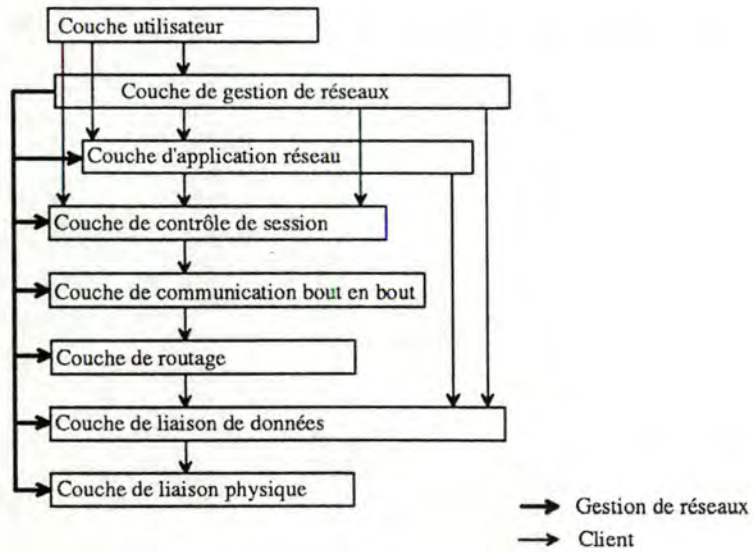 Couche utilisateur
Couche de gestion de réseaux
Couche d'application réseau
Couche de contrôle de session
Couche de communication bout en bout
Couche de routage
Couche de liaison de données
Couche de liaison physique
Gestion de réseaux
Client